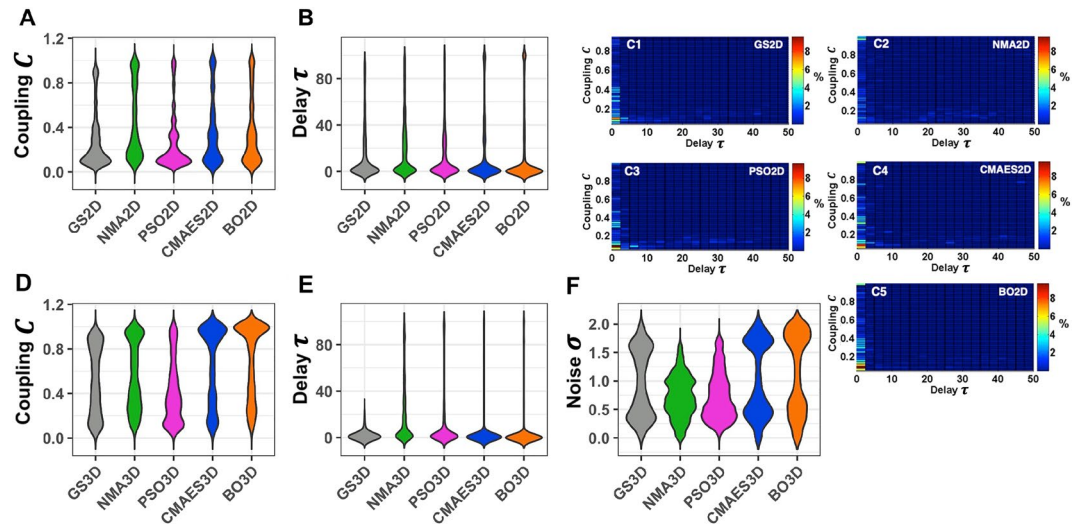 A
Coupling C
1.2
0.8
0.4
0.0
GS2D
NMA2D
PSO2D
CMAES2D
BO2D
B
Delay τ
80
40
0
GS2D
NMA2D
PSO2D
CMAES2D
BO2D
C1
GS2D
Coupling C
0.8
0.6
0.4
0.2
0 10 20 30 40 50
Delay τ
8
6
4
2
%
C2
NMA2D
Coupling C
0.8
0.6
0.4
0.2
0 10 20 30 40 50
Delay τ
8
6
4
2
%
C3
PSO2D
Coupling C
0.8
0.6
0.4
0.2
0 10 20 30 40 50
Delay τ
8
6
4
2
%
C4
CMAES2D
Coupling C
0.8
0.6
0.4
0.2
0 10 20 30 40 50
Delay τ
8
6
4
2
%
C5
BO2D
Coupling C
0.8
0.6
0.4
0.2
0 10 20 30 40 50
Delay τ
8
6
4
2
%
D
Coupling C
1.2
0.8
0.4
0.0
GS3D
NMA3D
PSO3D
CMAES3D
BO3D
E
Delay τ
80
40
0
GS3D
NMA3D
PSO3D
CMAES3D
BO3D
F
Noise σ
2.0
1.5
1.0
0.5
0.0
GS3D
NMA3D
PSO3D
CMAES3D
BO3D